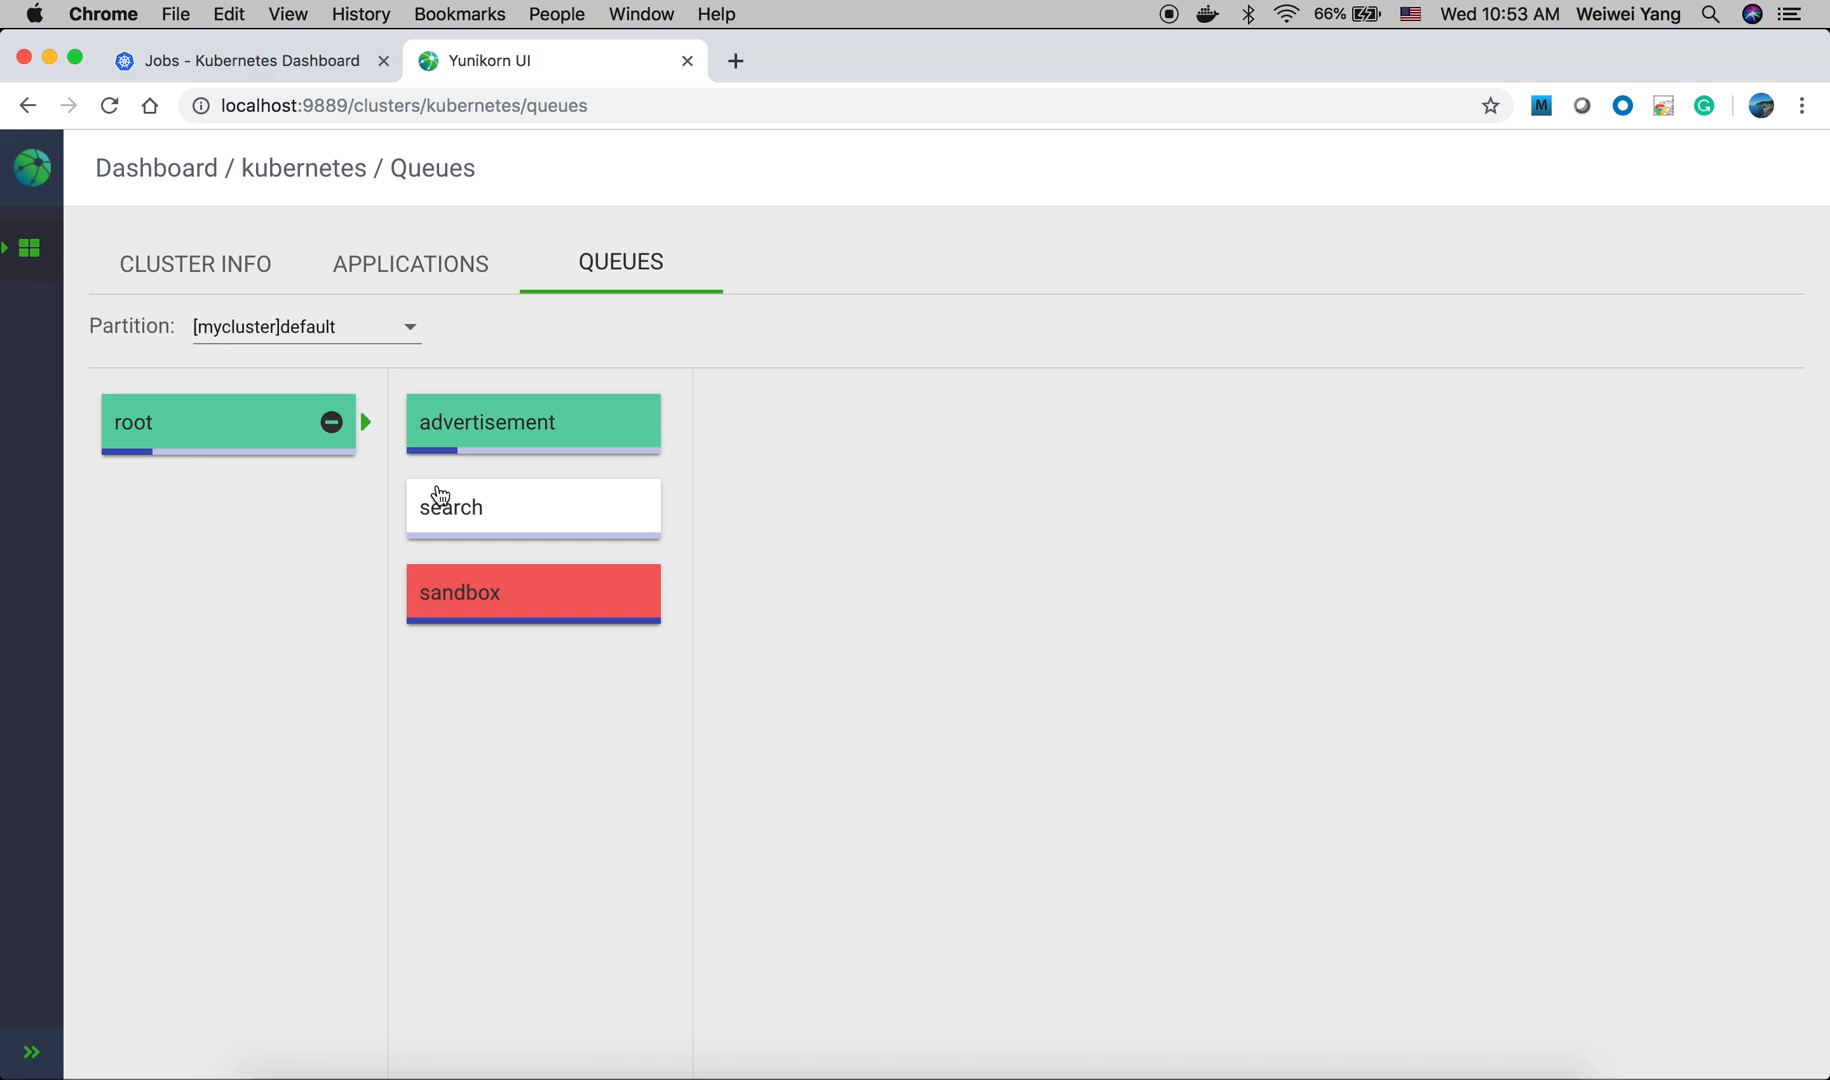 Chrome File Edit View History Bookmarks People Window Help 66% Wed 10:53 AM Weiwei Yang
Jobs - Kubernetes Dashboard Yunikorn UI
localhost:9889/clusters/kubernetes/queues M G
Dashboard / kubernetes / Queues
CLUSTER INFO APPLICATIONS QUEUES
Partition: [mycluster]default
root advertisement
search
sandbox